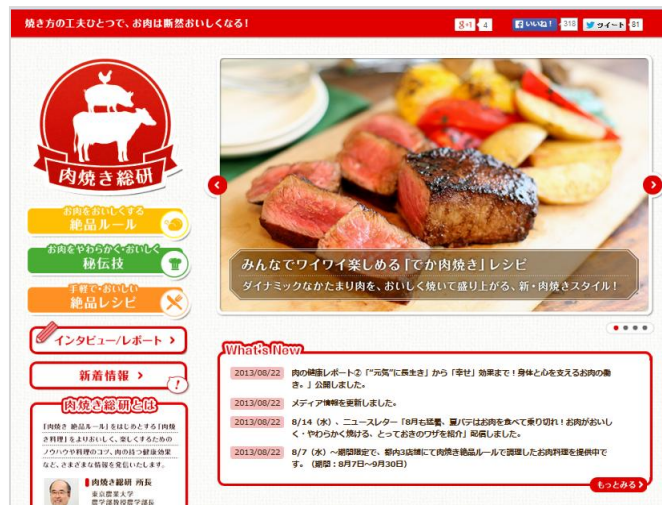 焼き方の工夫ひとつで、お肉は断然おいしくなる!
g+1 4
いいね! 318
ツイート 81
肉焼き総研
お肉をおいしくする
絶品ルール
お肉をやわらかく・おいしく
秘伝技
手軽で・おいしい
絶品レシピ
インタビュー/レポート
新着情報
みんなでワイワイ楽しめる「でか肉焼き」レシピ
ダイナミックなかたまり肉を、おいしく焼いて盛り上がる、新・肉焼きスタイル!
What's New
2013/08/22 肉の健康レポート② 「“元気”に長生き」から「幸せ」効果まで!身体と心を支えるお肉の働
き。」公開しました。
2013/08/22 メディア情報を更新しました。
2013/08/22 8/14(水)、ニュースレター「8月も猛暑、夏バテはお肉を食べて乗り切れ!お肉がおいし
く・やわらかく焼ける、とっておきのワザを紹介」配信しました。
2013/08/22 8/7(水)~期間限定で、都内3店舗にて肉焼き絶品ルールで調理したお肉料理を提供中で
す。(期間:8月7日~9月30日)
もっとみる
肉焼き総研とは
「肉焼き 絶品ルール」をはじめとする「肉焼
き料理」をよりおいしく、楽しくするための
ノウハウや料理のコツ、肉の持つ健康効果
など、さまざまな情報を発信いたします。
肉焼き総研 所長
東京農業大学
農学部教授農学部長